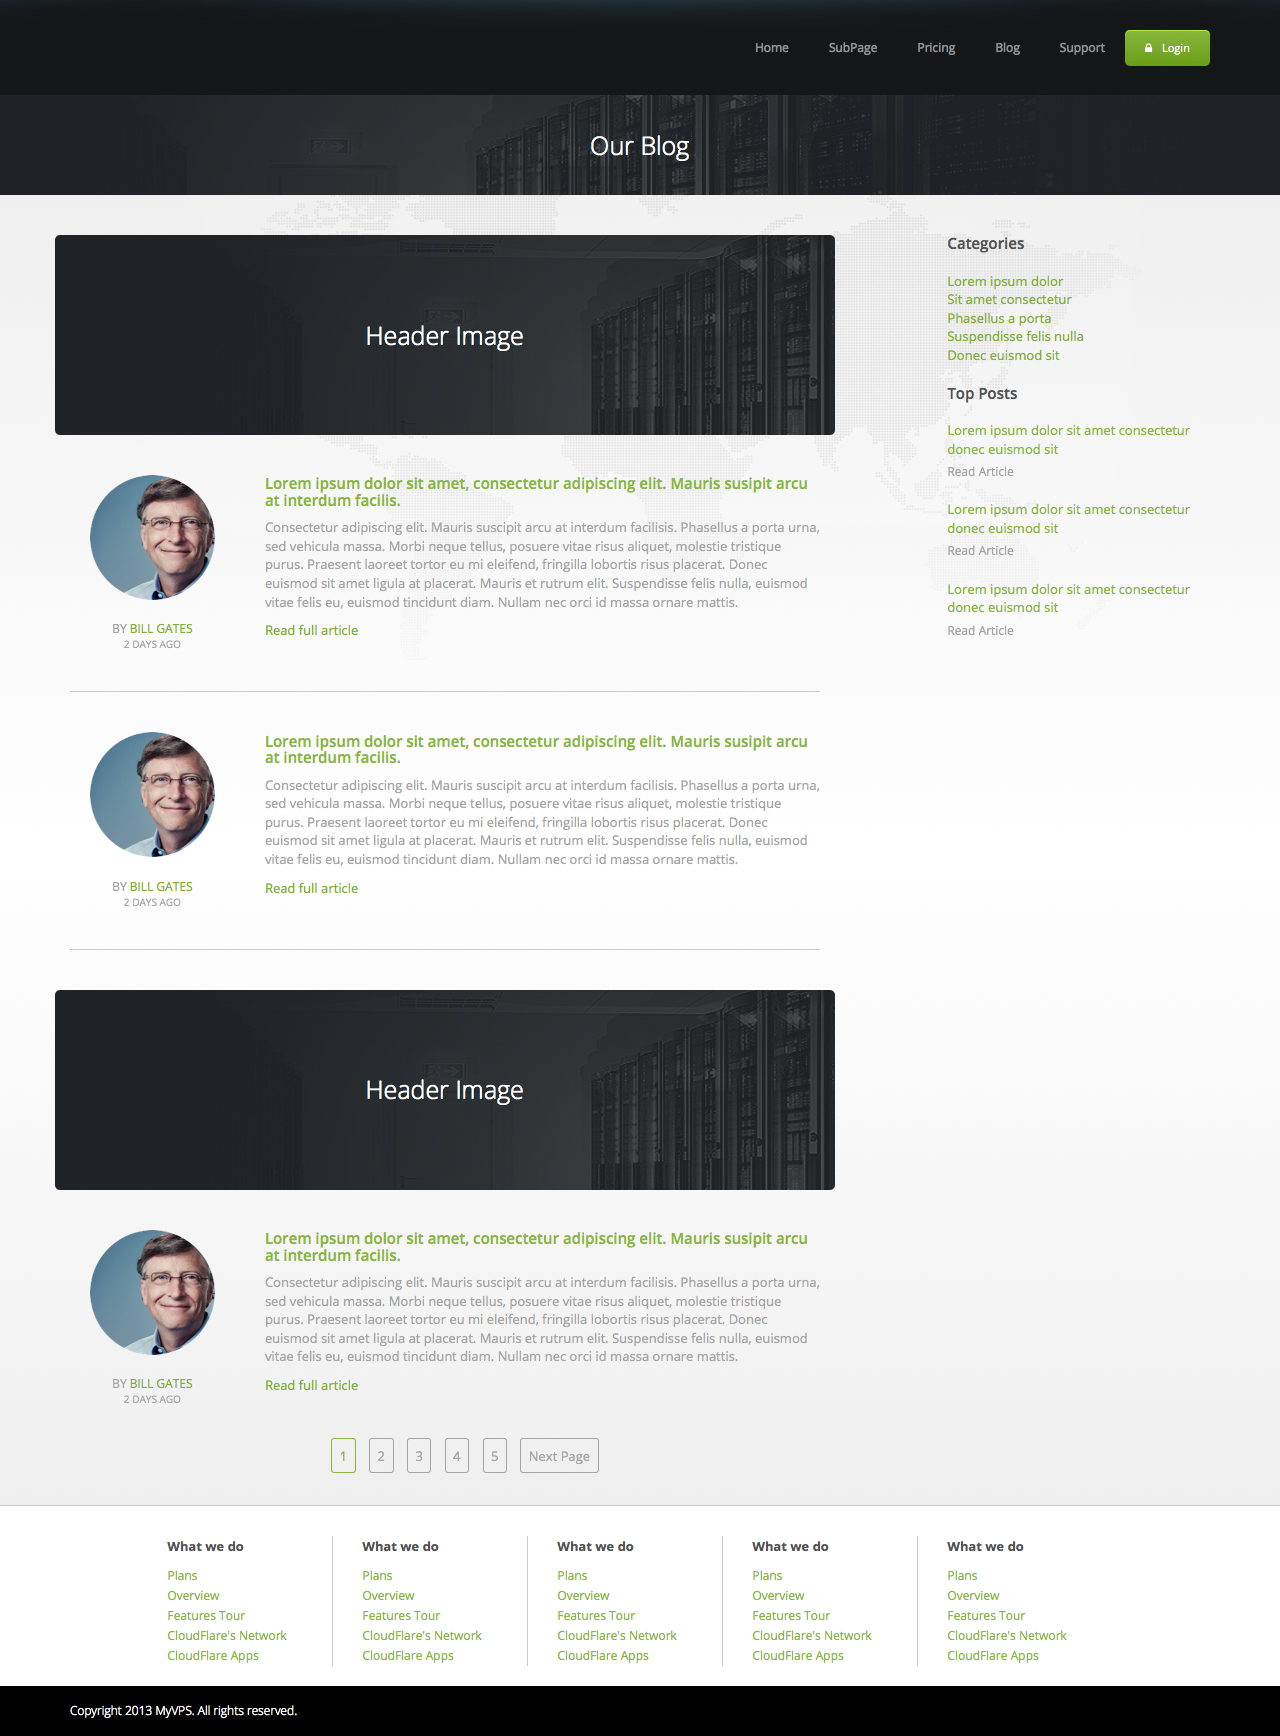 Home SubPage Pricing Blog Support Login
Our Blog
Header Image
Lorem ipsum dolor sit amet, consectetur adipiscing elit. Mauris susipit arcu
at interdum facilis.
Consectetur adipiscing elit. Mauris suscipit arcu at interdum facilisis. Phasellus a porta urna,
sed vehicula massa. Morbi neque tellus, posuere vitae risus aliquet, molestie tristique
purus. Praesent laoreet tortor eu mi eleifend, fringilla lobortis risus placerat. Donec
euismod sit amet ligula at placerat. Mauris et rutrum elit. Suspendisse felis nulla, euismod
vitae felis eu, euismod tincidunt diam. Nullam nec orci id massa ornare mattis.
Read full article
BY BILL GATES
2 DAYS AGO
Lorem ipsum dolor sit amet, consectetur adipiscing elit. Mauris susipit arcu
at interdum facilis.
Consectetur adipiscing elit. Mauris suscipit arcu at interdum facilisis. Phasellus a porta urna,
sed vehicula massa. Morbi neque tellus, posuere vitae risus aliquet, molestie tristique
purus. Praesent laoreet tortor eu mi eleifend, fringilla lobortis risus placerat. Donec
euismod sit amet ligula at placerat. Mauris et rutrum elit. Suspendisse felis nulla, euismod
vitae felis eu, euismod tincidunt diam. Nullam nec orci id massa ornare mattis.
Read full article
BY BILL GATES
2 DAYS AGO
Header Image
Lorem ipsum dolor sit amet, consectetur adipiscing elit. Mauris susipit arcu
at interdum facilis.
Consectetur adipiscing elit. Mauris suscipit arcu at interdum facilisis. Phasellus a porta urna,
sed vehicula massa. Morbi neque tellus, posuere vitae risus aliquet, molestie tristique
purus. Praesent laoreet tortor eu mi eleifend, fringilla lobortis risus placerat. Donec
euismod sit amet ligula at placerat. Mauris et rutrum elit. Suspendisse felis nulla, euismod
vitae felis eu, euismod tincidunt diam. Nullam nec orci id massa ornare mattis.
Read full article
BY BILL GATES
2 DAYS AGO
1 2 3 4 5 Next Page
Categories
Lorem ipsum dolor
Sit amet consectetur
Phasellus a porta
Suspendisse felis nulla
Donec euismod sit
Top Posts
Lorem ipsum dolor sit amet consectetur
donec euismod sit
Read Article
Lorem ipsum dolor sit amet consectetur
donec euismod sit
Read Article
Lorem ipsum dolor sit amet consectetur
donec euismod sit
Read Article
What we do
Plans
Overview
Features Tour
CloudFlare's Network
CloudFlare Apps
What we do
Plans
Overview
Features Tour
CloudFlare's Network
CloudFlare Apps
What we do
Plans
Overview
Features Tour
CloudFlare's Network
CloudFlare Apps
What we do
Plans
Overview
Features Tour
CloudFlare's Network
CloudFlare Apps
What we do
Plans
Overview
Features Tour
CloudFlare's Network
CloudFlare Apps
Copyright 2013 MyVPS. All rights reserved.